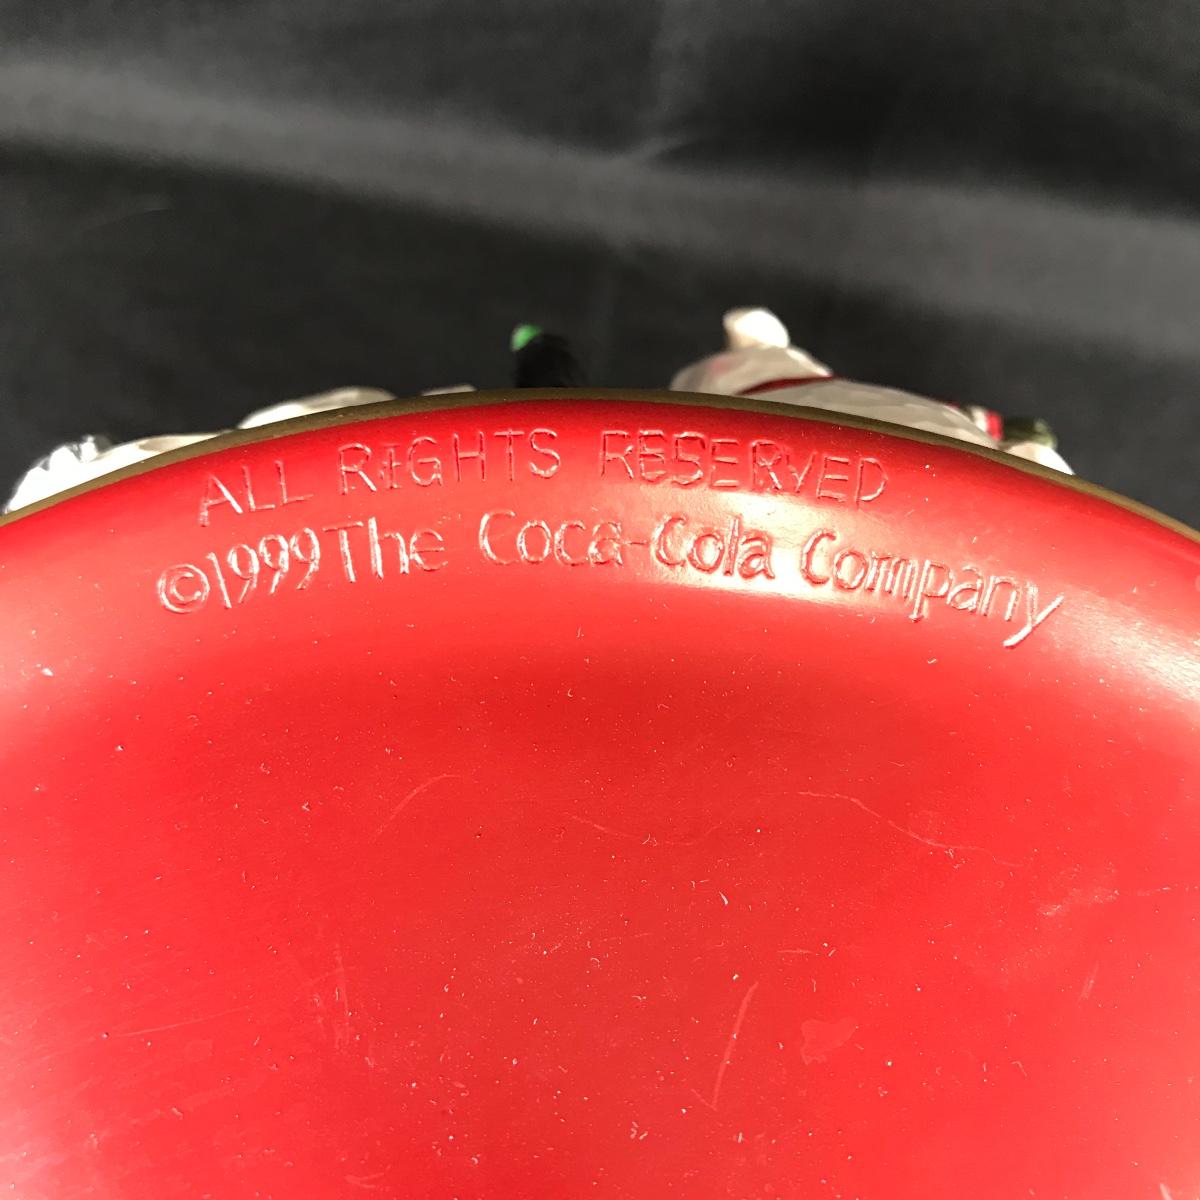 ALL RIGHTS RESERVED
©1999 The Coca-Cola Company